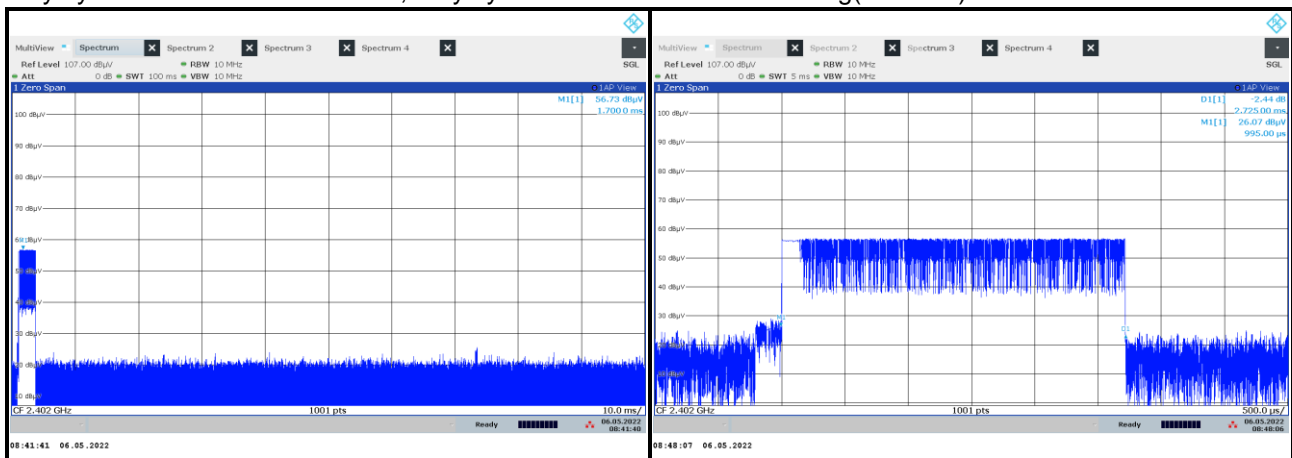 MultiView Spectrum Spectrum 2 Spectrum 3 Spectrum 4
Ref Level 107.00 dBµV RBW 10 MHz SGL
Att 0 dB SWT 100 ms VBW 10 MHz
1 Zero Span 1AP View
M1[1] 56.73 dBµV
1.700 0 ms
100 dBµV
90 dBµV
80 dBµV
70 dBµV
CF 2.402 GHz 1001 pts 10.0 ms/
Ready 06.05.2022
08:41:40
08:41:41 06.05.2022
MultiView Spectrum Spectrum 2 Spectrum 3 Spectrum 4
Ref Level 107.00 dBµV RBW 10 MHz SGL
Att 0 dB SWT 5 ms VBW 10 MHz
1 Zero Span 1AP View
D1[1] -2.44 dB
2.725 00 ms
M1[1] 26.07 dBµV
995.00 µs
100 dBµV
90 dBµV
80 dBµV
70 dBµV
60 dBµV
50 dBµV
40 dBµV
30 dBµV
M1
D1
CF 2.402 GHz 1001 pts 500.0 µs/
Ready 06.05.2022
08:48:06
08:48:07 06.05.2022